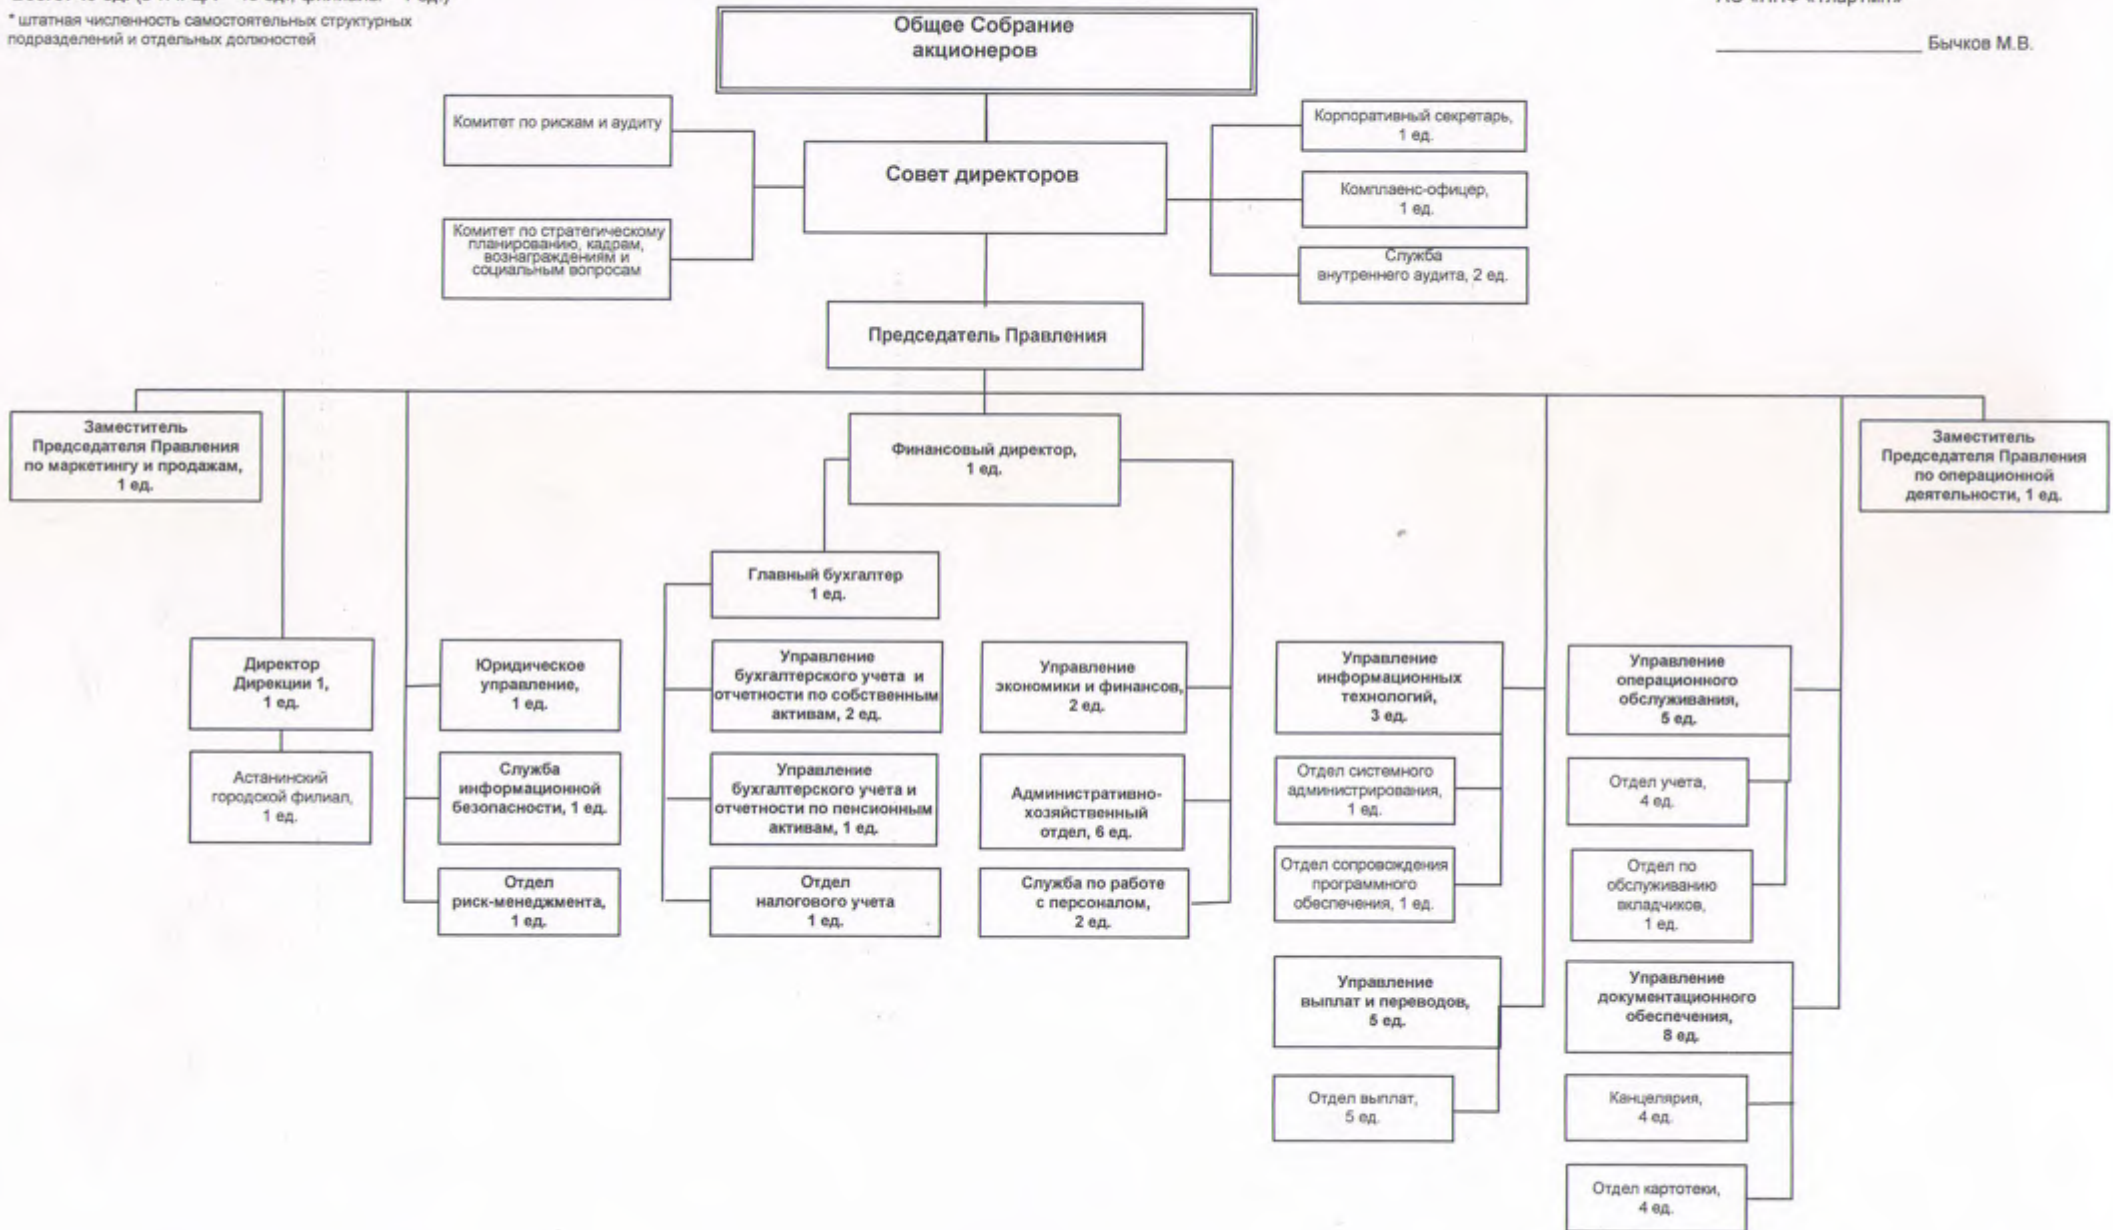 * штатная численность самостоятельных структурных
подразделений и отдельных должностей
Бычков М.В.
Общее Собрание
акционеров
Комитет по рискам и аудиту
Корпоративный секретарь,
1 ед.
Совет директоров
Комплаенс-офицер,
1 ед.
Комитет по стратегическому
планированию, кадрам,
вознаграждениям и
социальным вопросам
Служба
внутреннего аудита, 2 ед.
Председатель Правления
Заместитель
Председателя Правления
по маркетингу и продажам,
1 ед.
Финансовый директор,
1 ед.
Заместитель
Председателя Правления
по операционной
деятельности, 1 ед.
Главный бухгалтер
1 ед.
Директор
Дирекции 1,
1 ед.
Юридическое
управление,
1 ед.
Управление
бухгалтерского учета и
отчетности по собственным
активам, 2 ед.
Управление
экономики и финансов,
2 ед.
Управление
информационных
технологий,
3 ед.
Управление
операционного
обслуживания,
5 ед.
Астанинский
городской филиал,
1 ед.
Служба
информационной
безопасности, 1 ед.
Управление
бухгалтерского учета и
отчетности по пенсионным
активам, 1 ед.
Административно-
хозяйственный
отдел, 6 ед.
Отдел системного
администрирования,
1 ед.
Отдел учета,
4 ед.
Отдел
риск-менеджмента,
1 ед.
Отдел
налогового учета
1 ед.
Служба по работе
с персоналом,
2 ед.
Отдел сопровождения
программного
обеспечения, 1 ед.
Отдел по
обслуживанию
вкладчиков,
1 ед.
Управление
выплат и переводов,
5 ед.
Управление
документационного
обеспечения,
8 ед.
Отдел выплат,
5 ед.
Канцелярия,
4 ед.
Отдел картотеки,
4 ед.